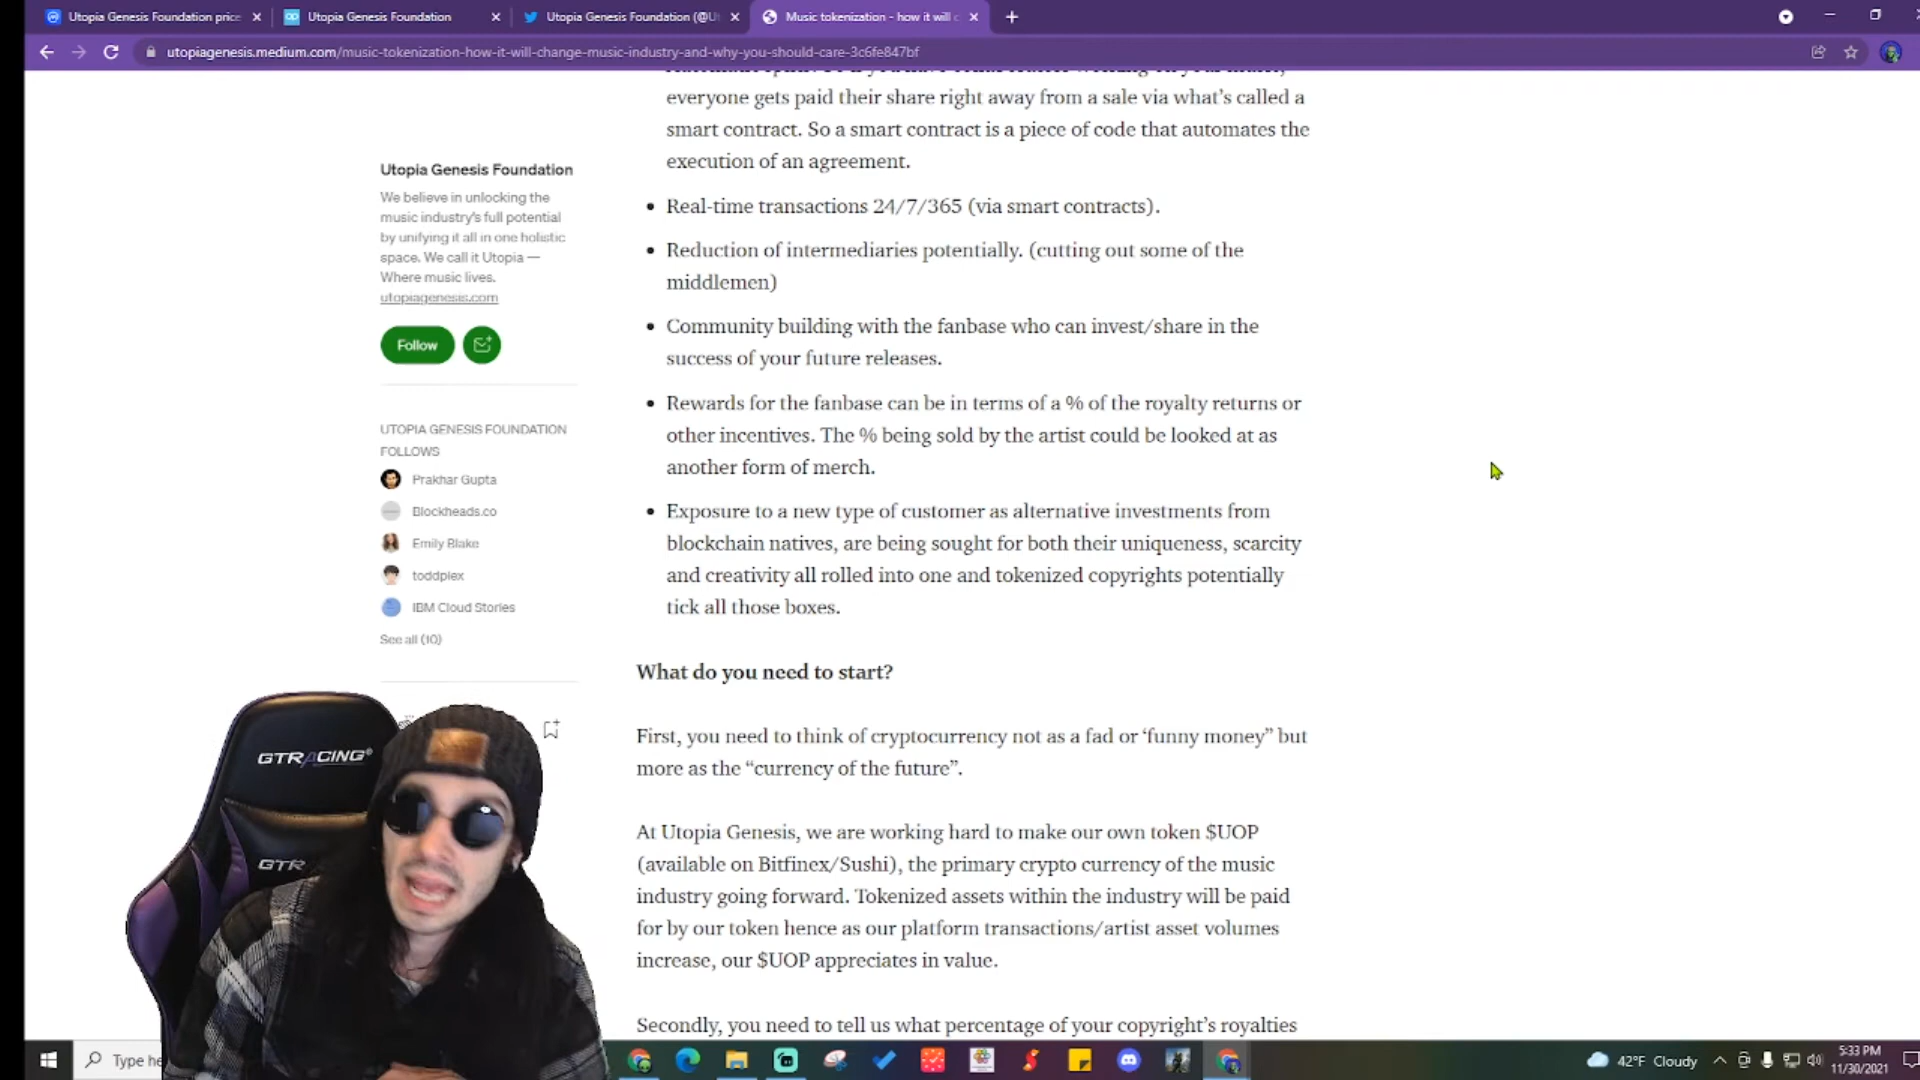 Utopia Genesis Foundation price
Utopia Genesis Foundation
Utopia Genesis Foundation (@U
Music tokenization - how it will c
utopiagenesis.medium.com/music-tokenization-how-it-will-change-music-industry-and-why-you-should-care-3c6fe847bf
everyone gets paid their share right away from a sale via what's called a
smart contract. So a smart contract is a piece of code that automates the
execution of an agreement.
• Real-time transactions 24/7/365 (via smart contracts).
• Reduction of intermediaries potentially. (cutting out some of the
middlemen)
• Community building with the fanbase who can invest/share in the
success of your future releases.
• Rewards for the fanbase can be in terms of a % of the royalty returns or
other incentives. The % being sold by the artist could be looked at as
another form of merch.
• Exposure to a new type of customer as alternative investments from
blockchain natives, are being sought for both their uniqueness, scarcity
and creativity all rolled into one and tokenized copyrights potentially
tick all those boxes.
What do you need to start?
First, you need to think of cryptocurrency not as a fad or ‘funny money” but
more as the “currency of the future”.
At Utopia Genesis, we are working hard to make our own token $UOP
(available on Bitfinex/Sushi), the primary crypto currency of the music
industry going forward. Tokenized assets within the industry will be paid
for by our token hence as our platform transactions/artist asset volumes
increase, our $UOP appreciates in value.
Secondly, you need to tell us what percentage of your copyright's royalties
Utopia Genesis Foundation
We believe in unlocking the
music industry's full potential
by unifying it all in one holistic
space. We call it Utopia —
Where music lives.
utopiagenesis.com
Follow
UTOPIA GENESIS FOUNDATION
FOLLOWS
Prakhar Gupta
Blockheads.co
Emily Blake
toddplex
IBM Cloud Stories
See all (10)
GTRACING®
GTR
Type he
42°F Cloudy
5:33 PM
11/30/2021